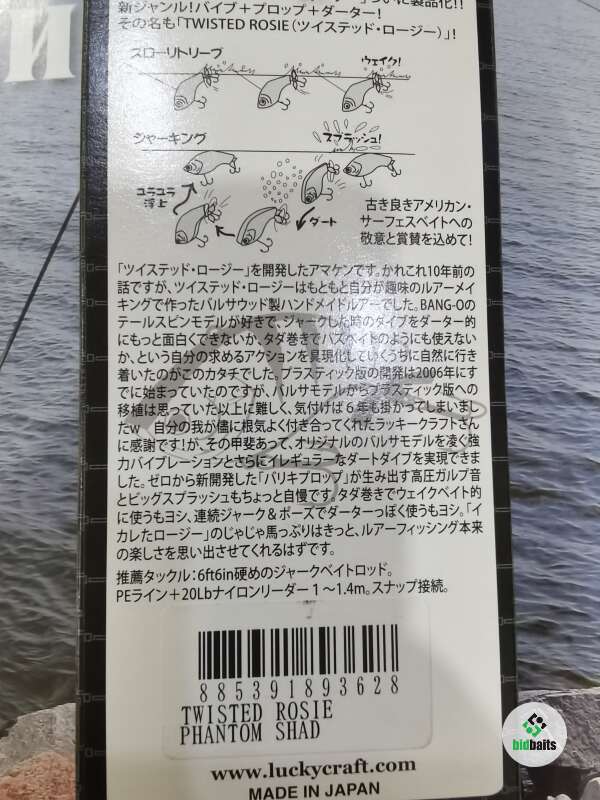 新ジャンル!バイブ+プロップ+ダーター!
その名も「TWISTED ROSIE(ツイステッド・ロージー)」!
スローリトリーブ
ウェイク!
ジャーキング
スプラッシュ!
ユラユラ
浮上
ダート
古き良きアメリカン・
サーフェスベイトへの
敬意と賞賛を込めて!
「ツイステッド・ロージー」を開発したアマケンです。かれこれ10年前の
話ですが、ツイステッド・ロージーはもともと自分が趣味のルアーメイ
キングで作ったバルサウッド製ハンドメイドルアーでした。BANG-Oの
テールスピンモデルが好きで、ジャークした時のダイブをダーター的
にもっと面白くできないか、タダ巻きでバズベイトのようにも使えない
か、という自分の求めるアクションを具現化していくうちに自然に行き
着いたのがこのカタチでした。プラスティック版の開発は2006年にす
でに始まっていたのですが、バルサモデルからプラスティック版への
移植は思っていた以上に難しく、気付けば6年も掛かってしまいまし
たw　自分の我が儘に根気よく付き合ってくれたラッキークラフトさん
に感謝です!が、その甲斐あって、オリジナルのバルサモデルを凌ぐ強
力バイブレーションとさらにイレギュラーなダートダイブを実現できま
した。ゼロから新開発した「バリキプロップ」が生み出す高圧ガルブ音
とビッグスプラッシュもちょっと自慢です。タダ巻きでウェイクベイト的
に使うもヨシ、連続ジャーク＆ポーズでダーターっぽく使うもヨシ。「イ
カレたロージー」のじゃじゃ馬っぷりはきっと、ルアーフィッシング本来
の楽しさを思い出させてくれるはずです。
推薦タックル:6ft6in硬めのジャークベイトロッド。
PEライン+20Lbナイロンリーダー1〜1.4m。スナップ接続。
885391893628
TWISTED ROSIE
PHANTOM SHAD
www.luckycraft.com
MADE IN JAPAN
bidbaits